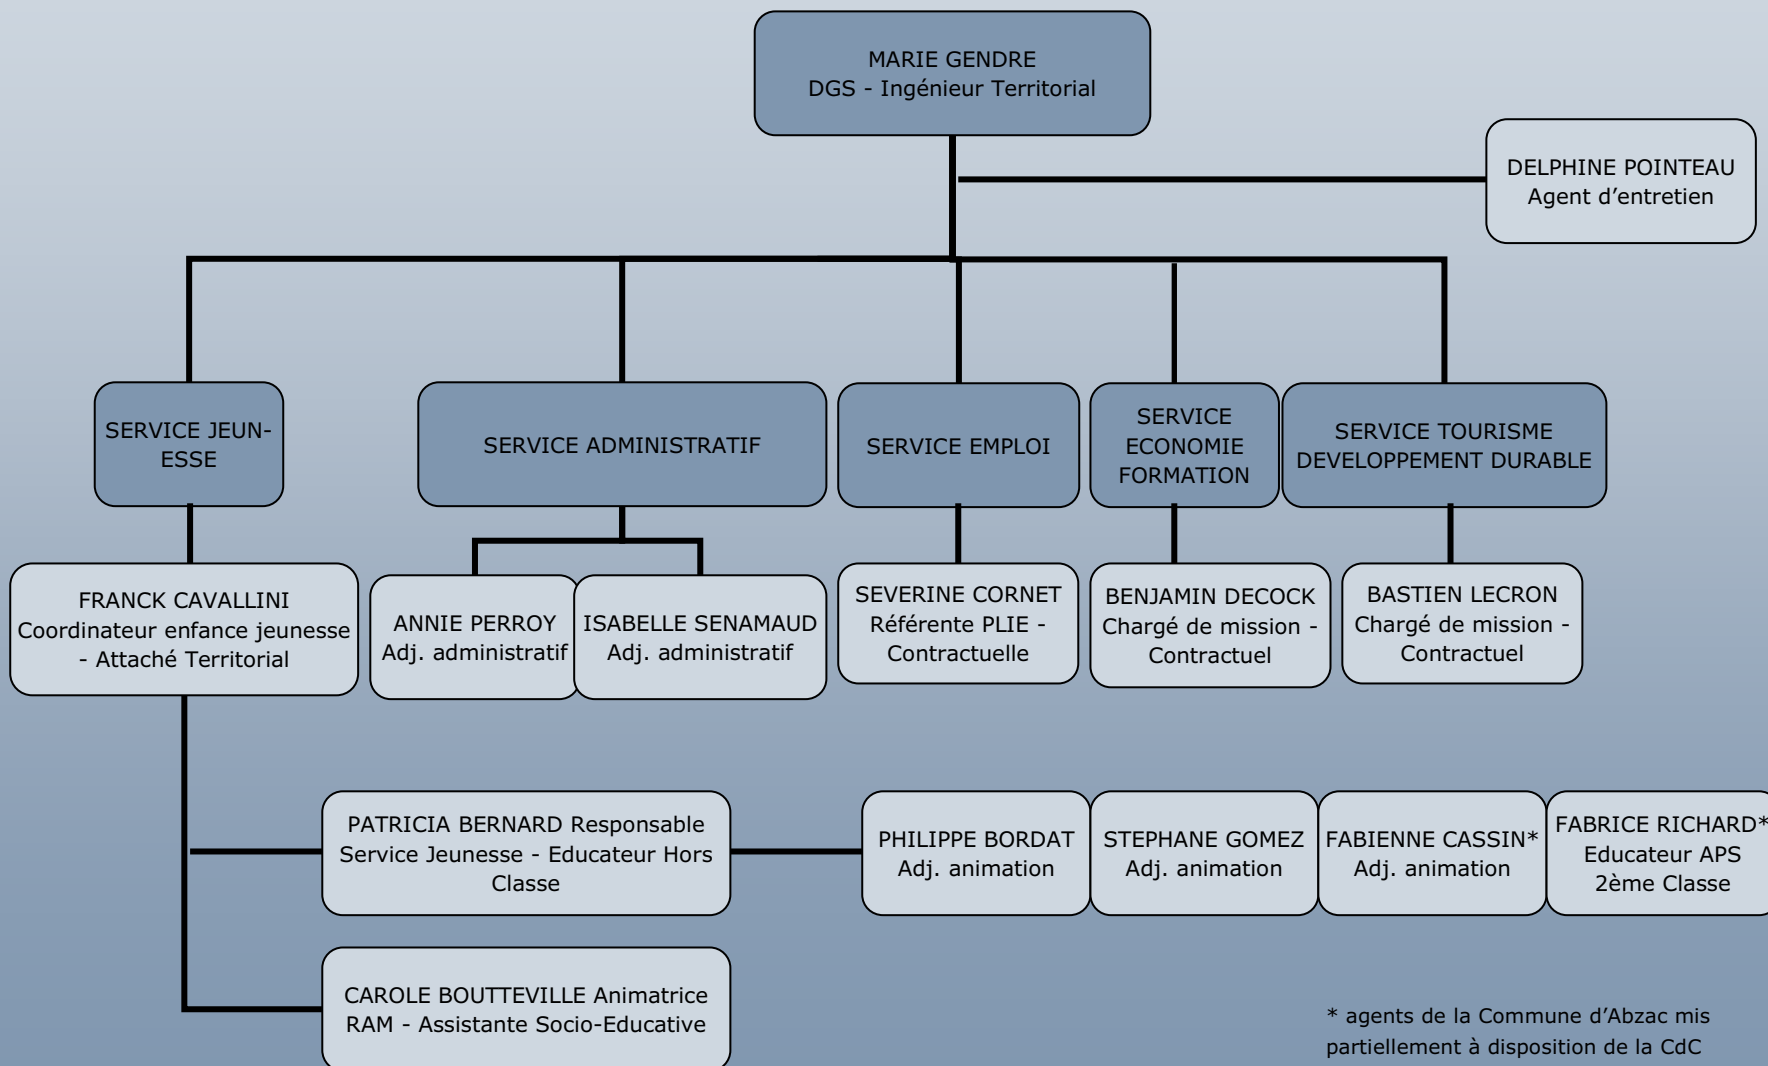 MARIE GENDRE
DGS - Ingénieur Territorial
DELPHINE POINTEAU
Agent d’entretien
SERVICE JEUN-
ESSE
SERVICE ADMINISTRATIF
SERVICE EMPLOI
SERVICE
ECONOMIE
FORMATION
SERVICE TOURISME
DEVELOPPEMENT DURABLE
FRANCK CAVALLINI
Coordinateur enfance jeunesse
- Attaché Territorial
ANNIE PERROY
Adj. administratif
ISABELLE SENAMAUD
Adj. administratif
SEVERINE CORNET
Référente PLIE -
Contractuelle
BENJAMIN DECOCK
Chargé de mission -
Contractuel
BASTIEN LECRON
Chargé de mission -
Contractuel
PATRICIA BERNARD Responsable
Service Jeunesse - Educateur Hors
Classe
PHILIPPE BORDAT
Adj. animation
STEPHANE GOMEZ
Adj. animation
FABIENNE CASSIN*
Adj. animation
FABRICE RICHARD*
Educateur APS
2ème Classe
CAROLE BOUTTEVILLE Animatrice
RAM - Assistante Socio-Educative
* agents de la Commune d’Abzac mis
partiellement à disposition de la CdC